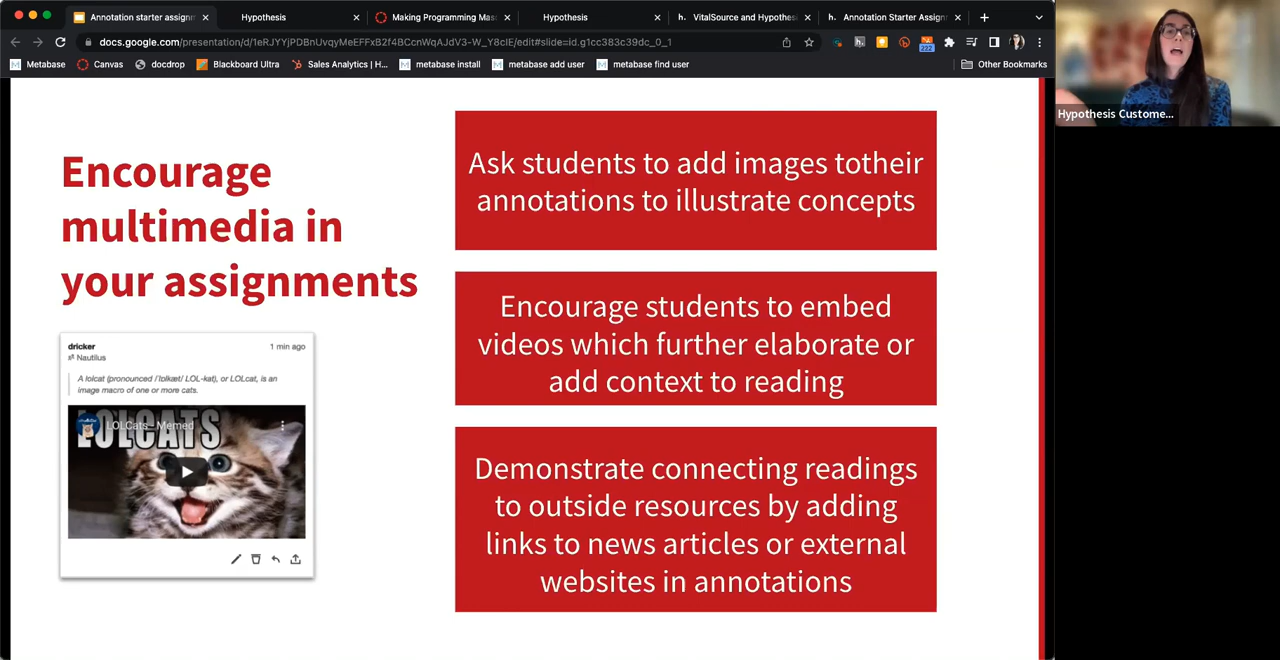 Annotation starter assignm
Hypothesis
Making Programming Mas
Hypothesis
VitalSource and Hypothes
Annotation Starter Assign
docs.google.com/presentation/d/1eRJYYjPDBnUvqyMeEFFxB2f4BCcnWqAJdV3-W_Y8cIE/edit#slide=id.g1cc383c39dc_0_1
222
Metabase
Canvas
docdrop
Blackboard Ultra
Sales Analytics | H...
metabase install
metabase add user
metabase find user
Other Bookmarks
Hypothesis Custome...
Encourage
multimedia in
your assignments
dricker
1 min ago
Nautilus
A lolcat (pronounced /ˈlɒlkæt/ LOL-kat), or LOLcat, is an
image macro of one or more cats.
LOLCATS
LOLCats - Memed
Ask students to add images totheir
annotations to illustrate concepts
Encourage students to embed
videos which further elaborate or
add context to reading
Demonstrate connecting readings
to outside resources by adding
links to news articles or external
websites in annotations